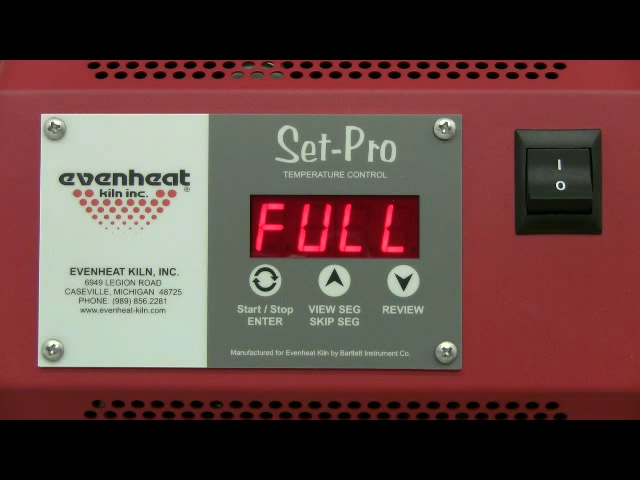 evenheat®
kiln inc.
EVENHEAT KILN, INC.
6949 LEGION ROAD
CASEVILLE, MICHIGAN 48725
PHONE: (989) 856.2281
www.evenheat-kiln.com
Set-Pro
TEMPERATURE CONTROL
FULL
Start / Stop
ENTER
VIEW SEG
SKIP SEG
REVIEW
Manufactured for Evenheat Kiln by Bartlett Instrument Co.
I
O